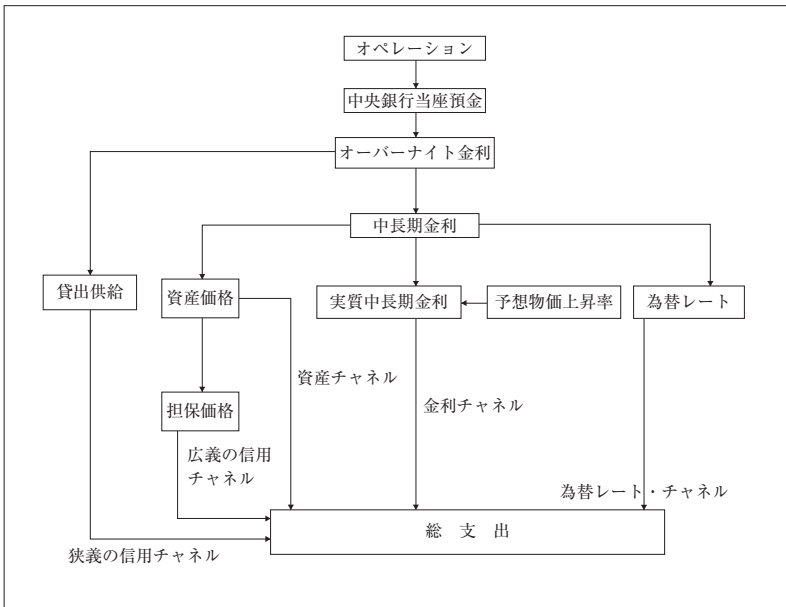 オペレーション
中央銀行当座預金
オーバーナイト金利
中長期金利
貸出供給
資産価格
実質中長期金利
予想物価上昇率
為替レート
資産チャネル
担保価格
金利チャネル
広義の信用
チャネル
為替レート・チャネル
総 支 出
狭義の信用チャネル